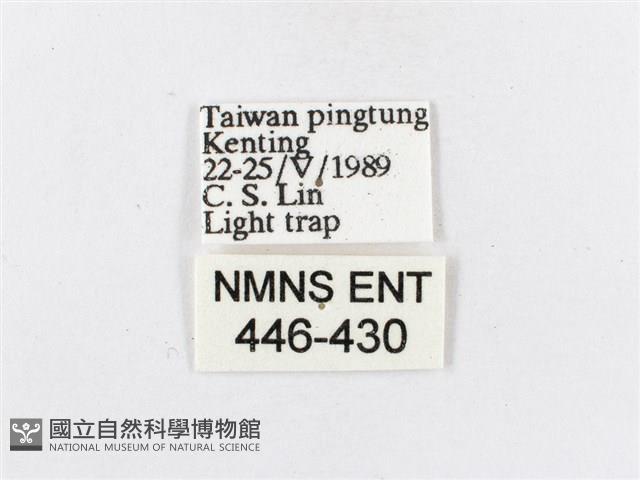 Taiwan pingtung
Kenting
22-25/V/1989
C. S. Lin
Light trap
NMNS ENT
446-430
國立自然科學博物館
NATIONAL MUSEUM OF NATURAL SCIENCE